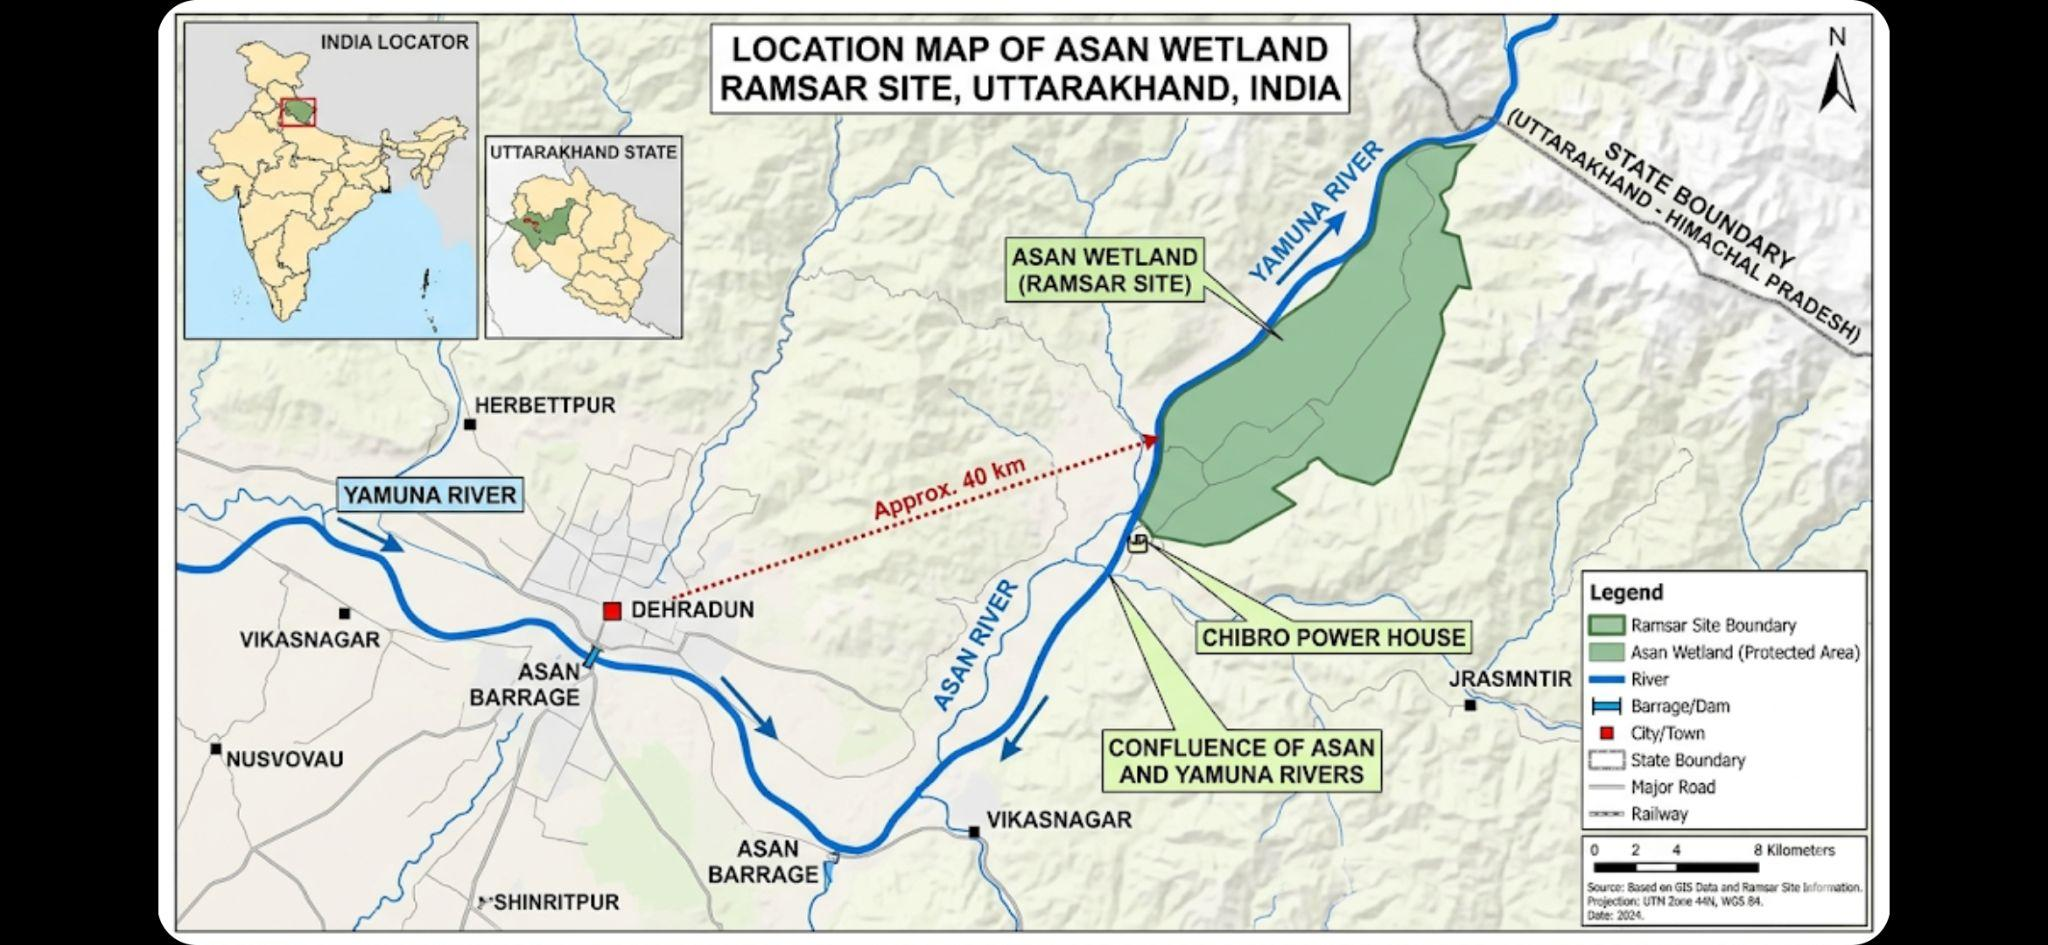 INDIA LOCATOR
UTTARAKHAND STATE
LOCATION MAP OF ASAN WETLAND
RAMSAR SITE, UTTARAKHAND, INDIA
N
STATE BOUNDARY
(UTTARAKHAND - HIMACHAL PRADESH)
YAMUNA RIVER
ASAN WETLAND
(RAMSAR SITE)
HERBETTPUR
YAMUNA RIVER
Approx. 40 km
VIKASNAGAR
DEHRADUN
ASAN
BARRAGE
NUSVOVAU
ASAN RIVER
CHIBRO POWER HOUSE
JRASMNTIR
CONFLUENCE OF ASAN
AND YAMUNA RIVERS
VIKASNAGAR
ASAN
BARRAGE
SHINRITPUR
Legend
Ramsar Site Boundary
Asan Wetland (Protected Area)
River
Barrage/Dam
City/Town
State Boundary
Major Road
Railway
0 2 4 8 Kilometers
Source: Based on GIS Data and Ramsar Site Information.
Projection: UTN Zone 44N, WGS 84.
Date: 2024.